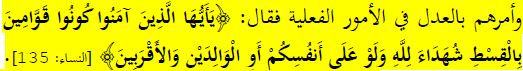 وأمرهم بالعدل في الأمور الفعلية فقال: ﴿يَأَيُّهَا الَّذِينَ آمَنُوا كُونُوا قَوَّامِينَ
بِالْقِسْطِ شُهَدَاءَ لِلَّهِ وَلَوْ عَلَى أَنفُسِكُمْ أَوِ الْوَالِدَيْنِ وَالْأَقْرَبِينَ﴾ [النساء: 135].